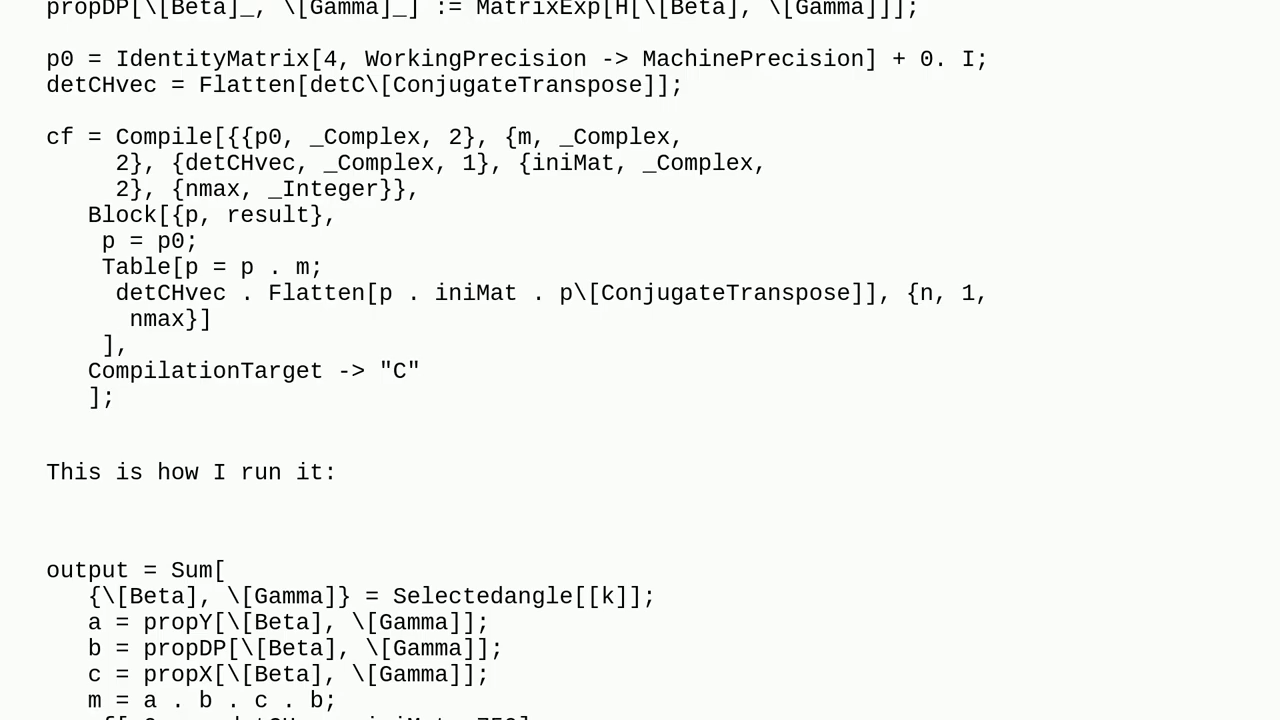 propDP[\[Beta]_, \[Gamma]_] := MatrixExp[H[\[Beta], \[Gamma]]];
p0 = IdentityMatrix[4, WorkingPrecision -> MachinePrecision] + 0. I;
detCHvec = Flatten[detC\[ConjugateTranspose]];
cf = Compile[{{p0, _Complex, 2}, {m, _Complex,
2}, {detCHvec, _Complex, 1}, {iniMat, _Complex,
2}, {nmax, _Integer}},
Block[{p, result},
p = p0;
Table[p = p . m;
detCHvec . Flatten[p . iniMat . p\[ConjugateTranspose]], {n, 1,
nmax}]
],
CompilationTarget -> "C"
];
This is how I run it:
output = Sum[
{\[Beta], \[Gamma]} = Selectedangle[[k]];
a = propY[\[Beta], \[Gamma]];
b = propDP[\[Beta], \[Gamma]];
c = propX[\[Beta], \[Gamma]];
m = a . b . c . b;